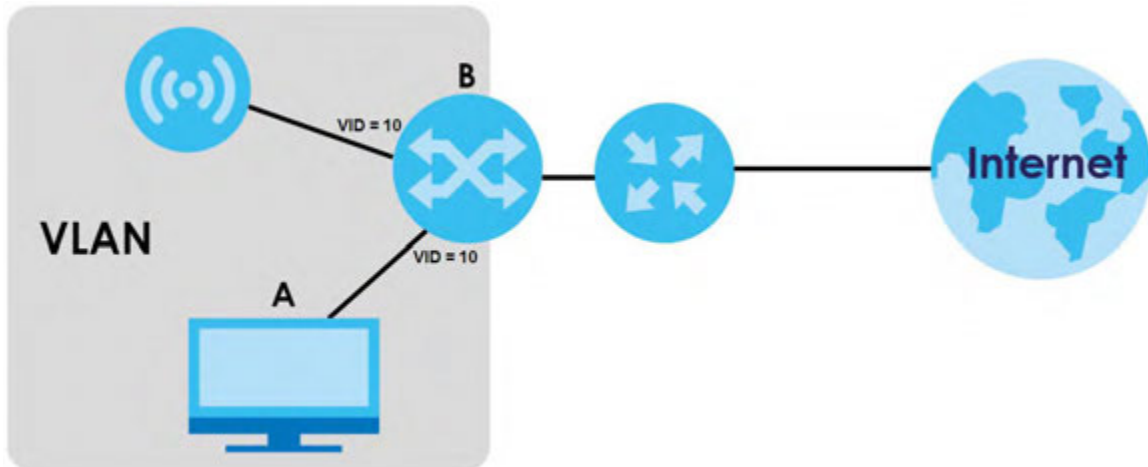 B
VID = 10
Internet
VLAN
VID = 10
A